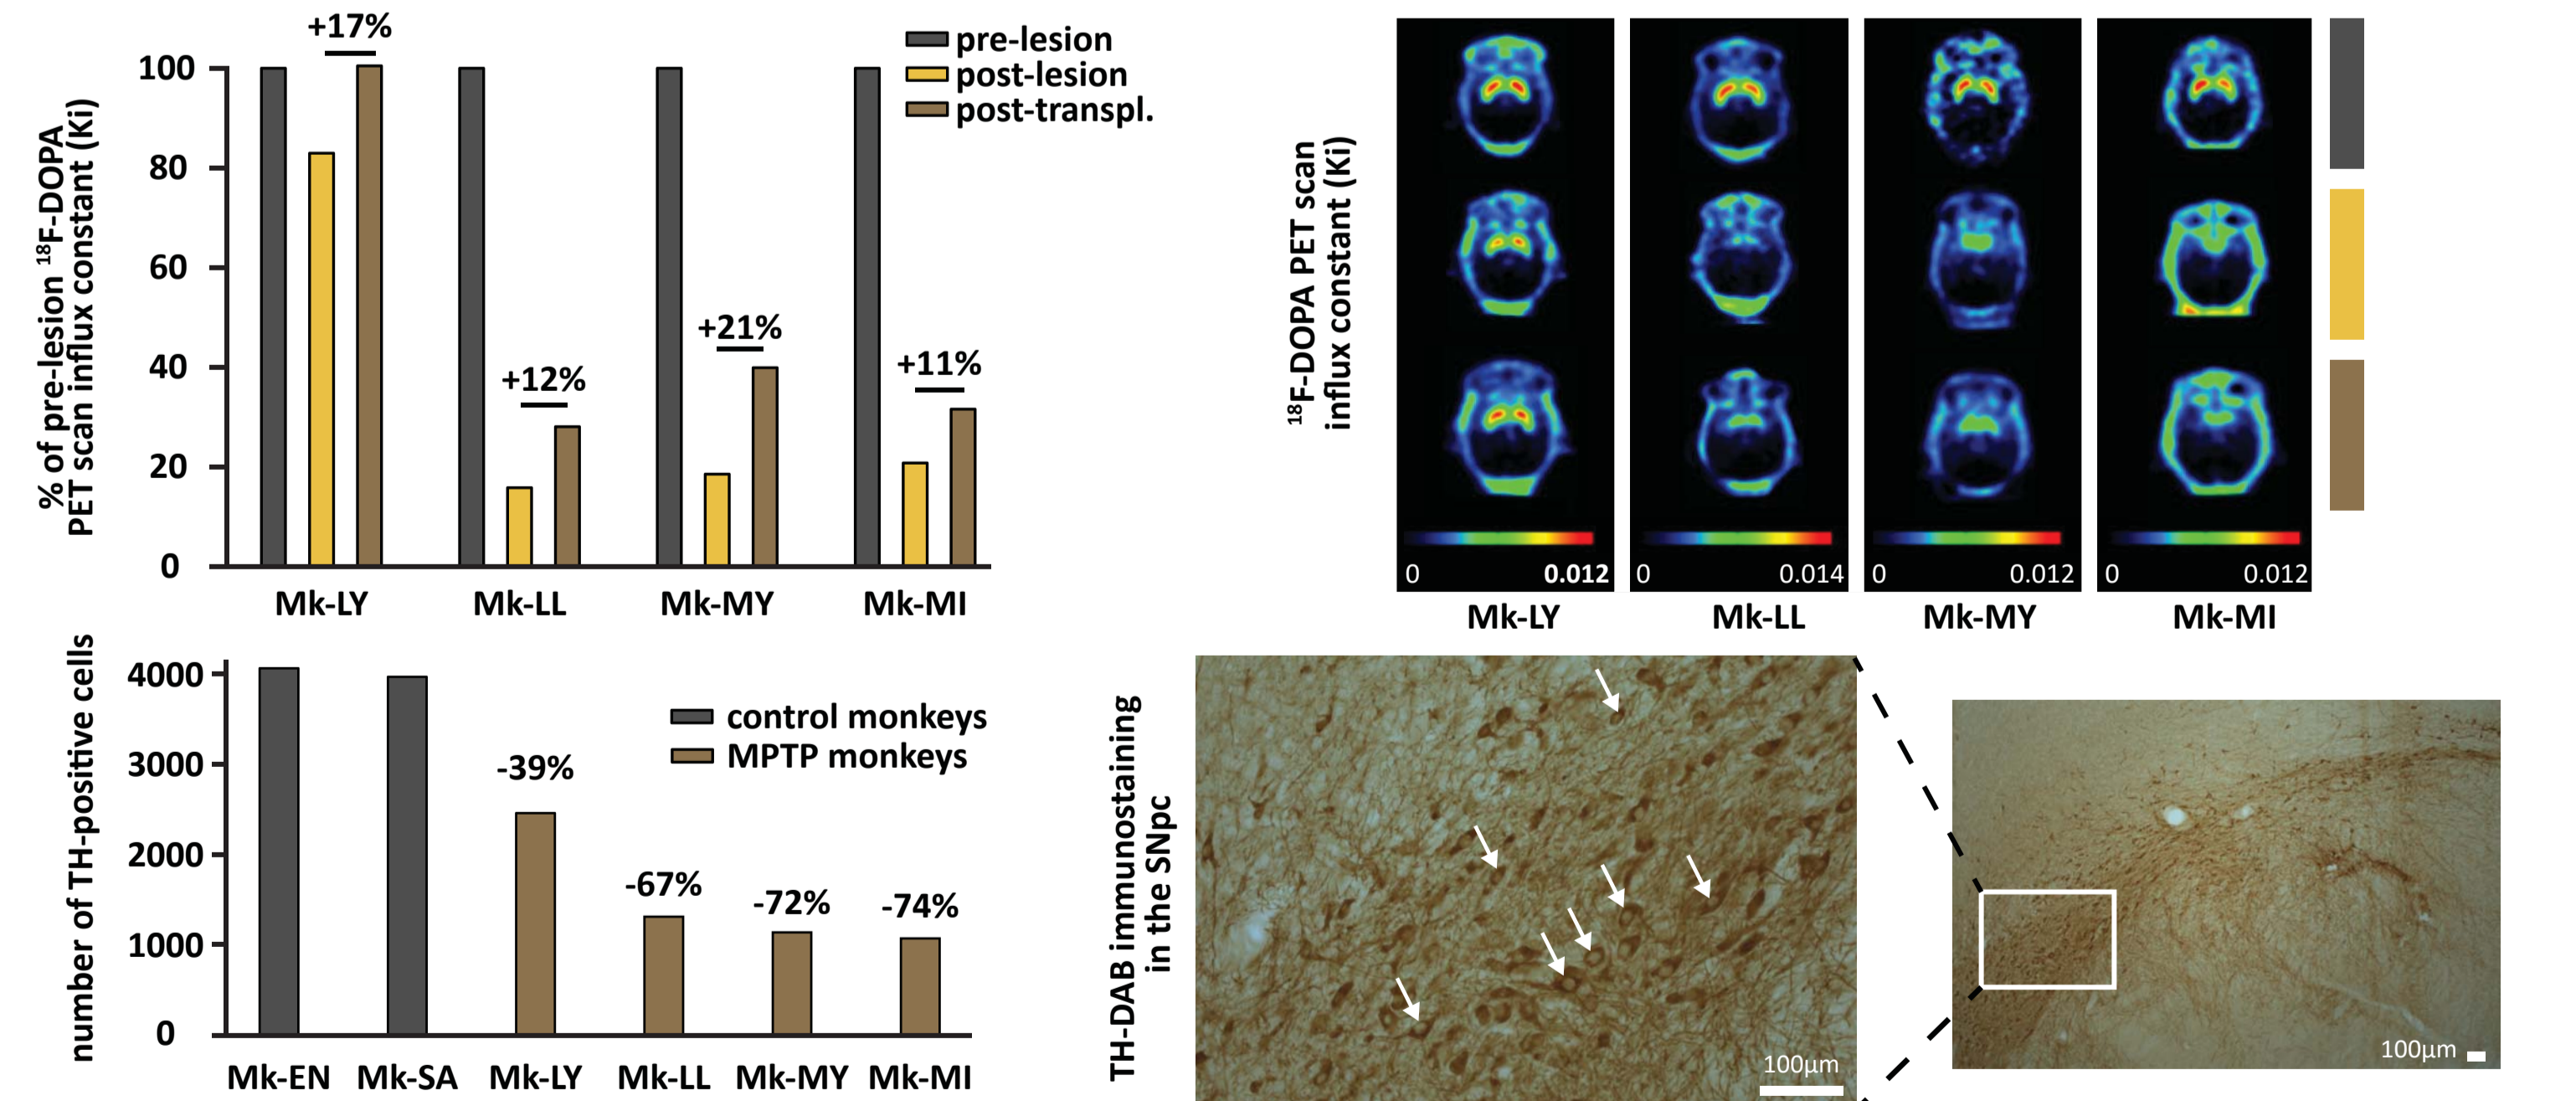 % of pre-lesion ¹⁸F-DOPA
PET scan influx constant (Ki)
100
80
60
40
20
0
+17%
+12%
+21%
+11%
pre-lesion
post-lesion
post-transpl.
Mk-LY
Mk-LL
Mk-MY
Mk-MI
¹⁸F-DOPA PET scan
influx constant (Ki)
0 0.012
0 0.014
0 0.012
0 0.012
Mk-LY
Mk-LL
Mk-MY
Mk-MI
number of TH-positive cells
4000
3000
2000
1000
0
-39%
-67%
-72%
-74%
control monkeys
MPTP monkeys
Mk-EN
Mk-SA
Mk-LY
Mk-LL
Mk-MY
Mk-MI
TH-DAB immunostaining
in the SNpc
100µm
100µm